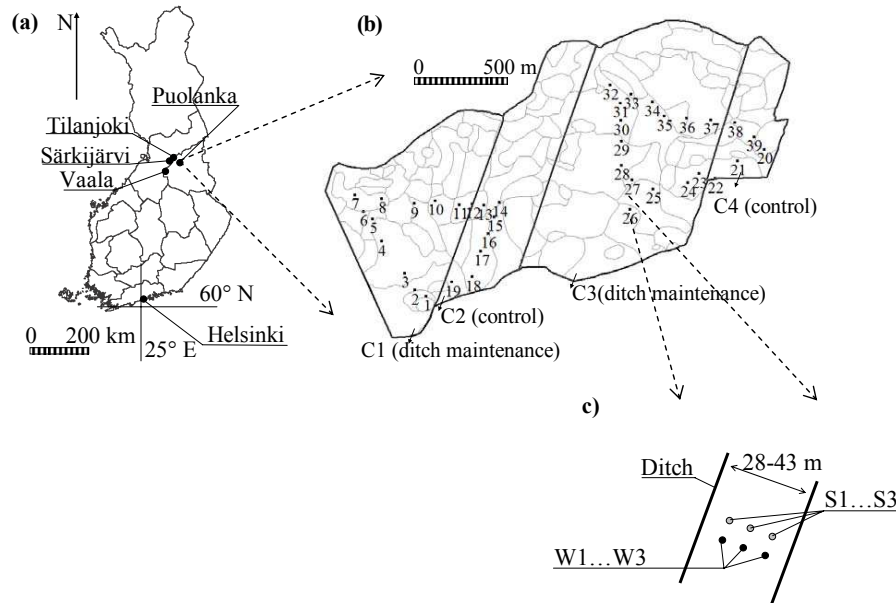 (a)
N
Puolanka
Tilanjoki
Särkijärvi
Vaala
60° N
Helsinki
0 200 km
25° E
(b)
0 500 m
32 33
31 34
30 35 36 37 38
29 39 20
28 27 24 23 22 21
26 25
7 8 9 10 11 12 13 14
6 5 15
4 16
17
3 2 1 19 18
C4 (control)
C3(ditch maintenance)
C2 (control)
C1 (ditch maintenance)
c)
Ditch
28-43 m
S1…S3
W1…W3